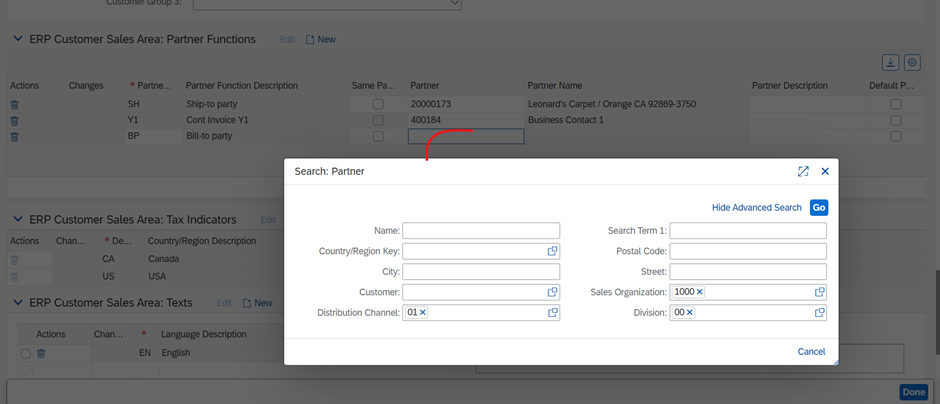 Customer Group 3:
ERP Customer Sales Area: Partner Functions Edit New
Actions Changes * Partne... Partner Function Description Same Pa... Partner Partner Name Partner Description Default P...
SH Ship-to party 20000173 Leonard's Carpet / Orange CA 92869-3750
Y1 Cont Invoice Y1 400184 Business Contact 1
BP Bill-to party
Search: Partner
Hide Advanced Search Go
Name: Search Term 1:
Country/Region Key: Postal Code:
City: Street:
Customer: Sales Organization: 1000
Distribution Channel: 01 Division: 00
Cancel
ERP Customer Sales Area: Tax Indicators Edit
Actions Chan... * De... Country/Region Description
CA Canada
US USA
ERP Customer Sales Area: Texts Edit New
Actions Chan... * Language Description
EN English
Done